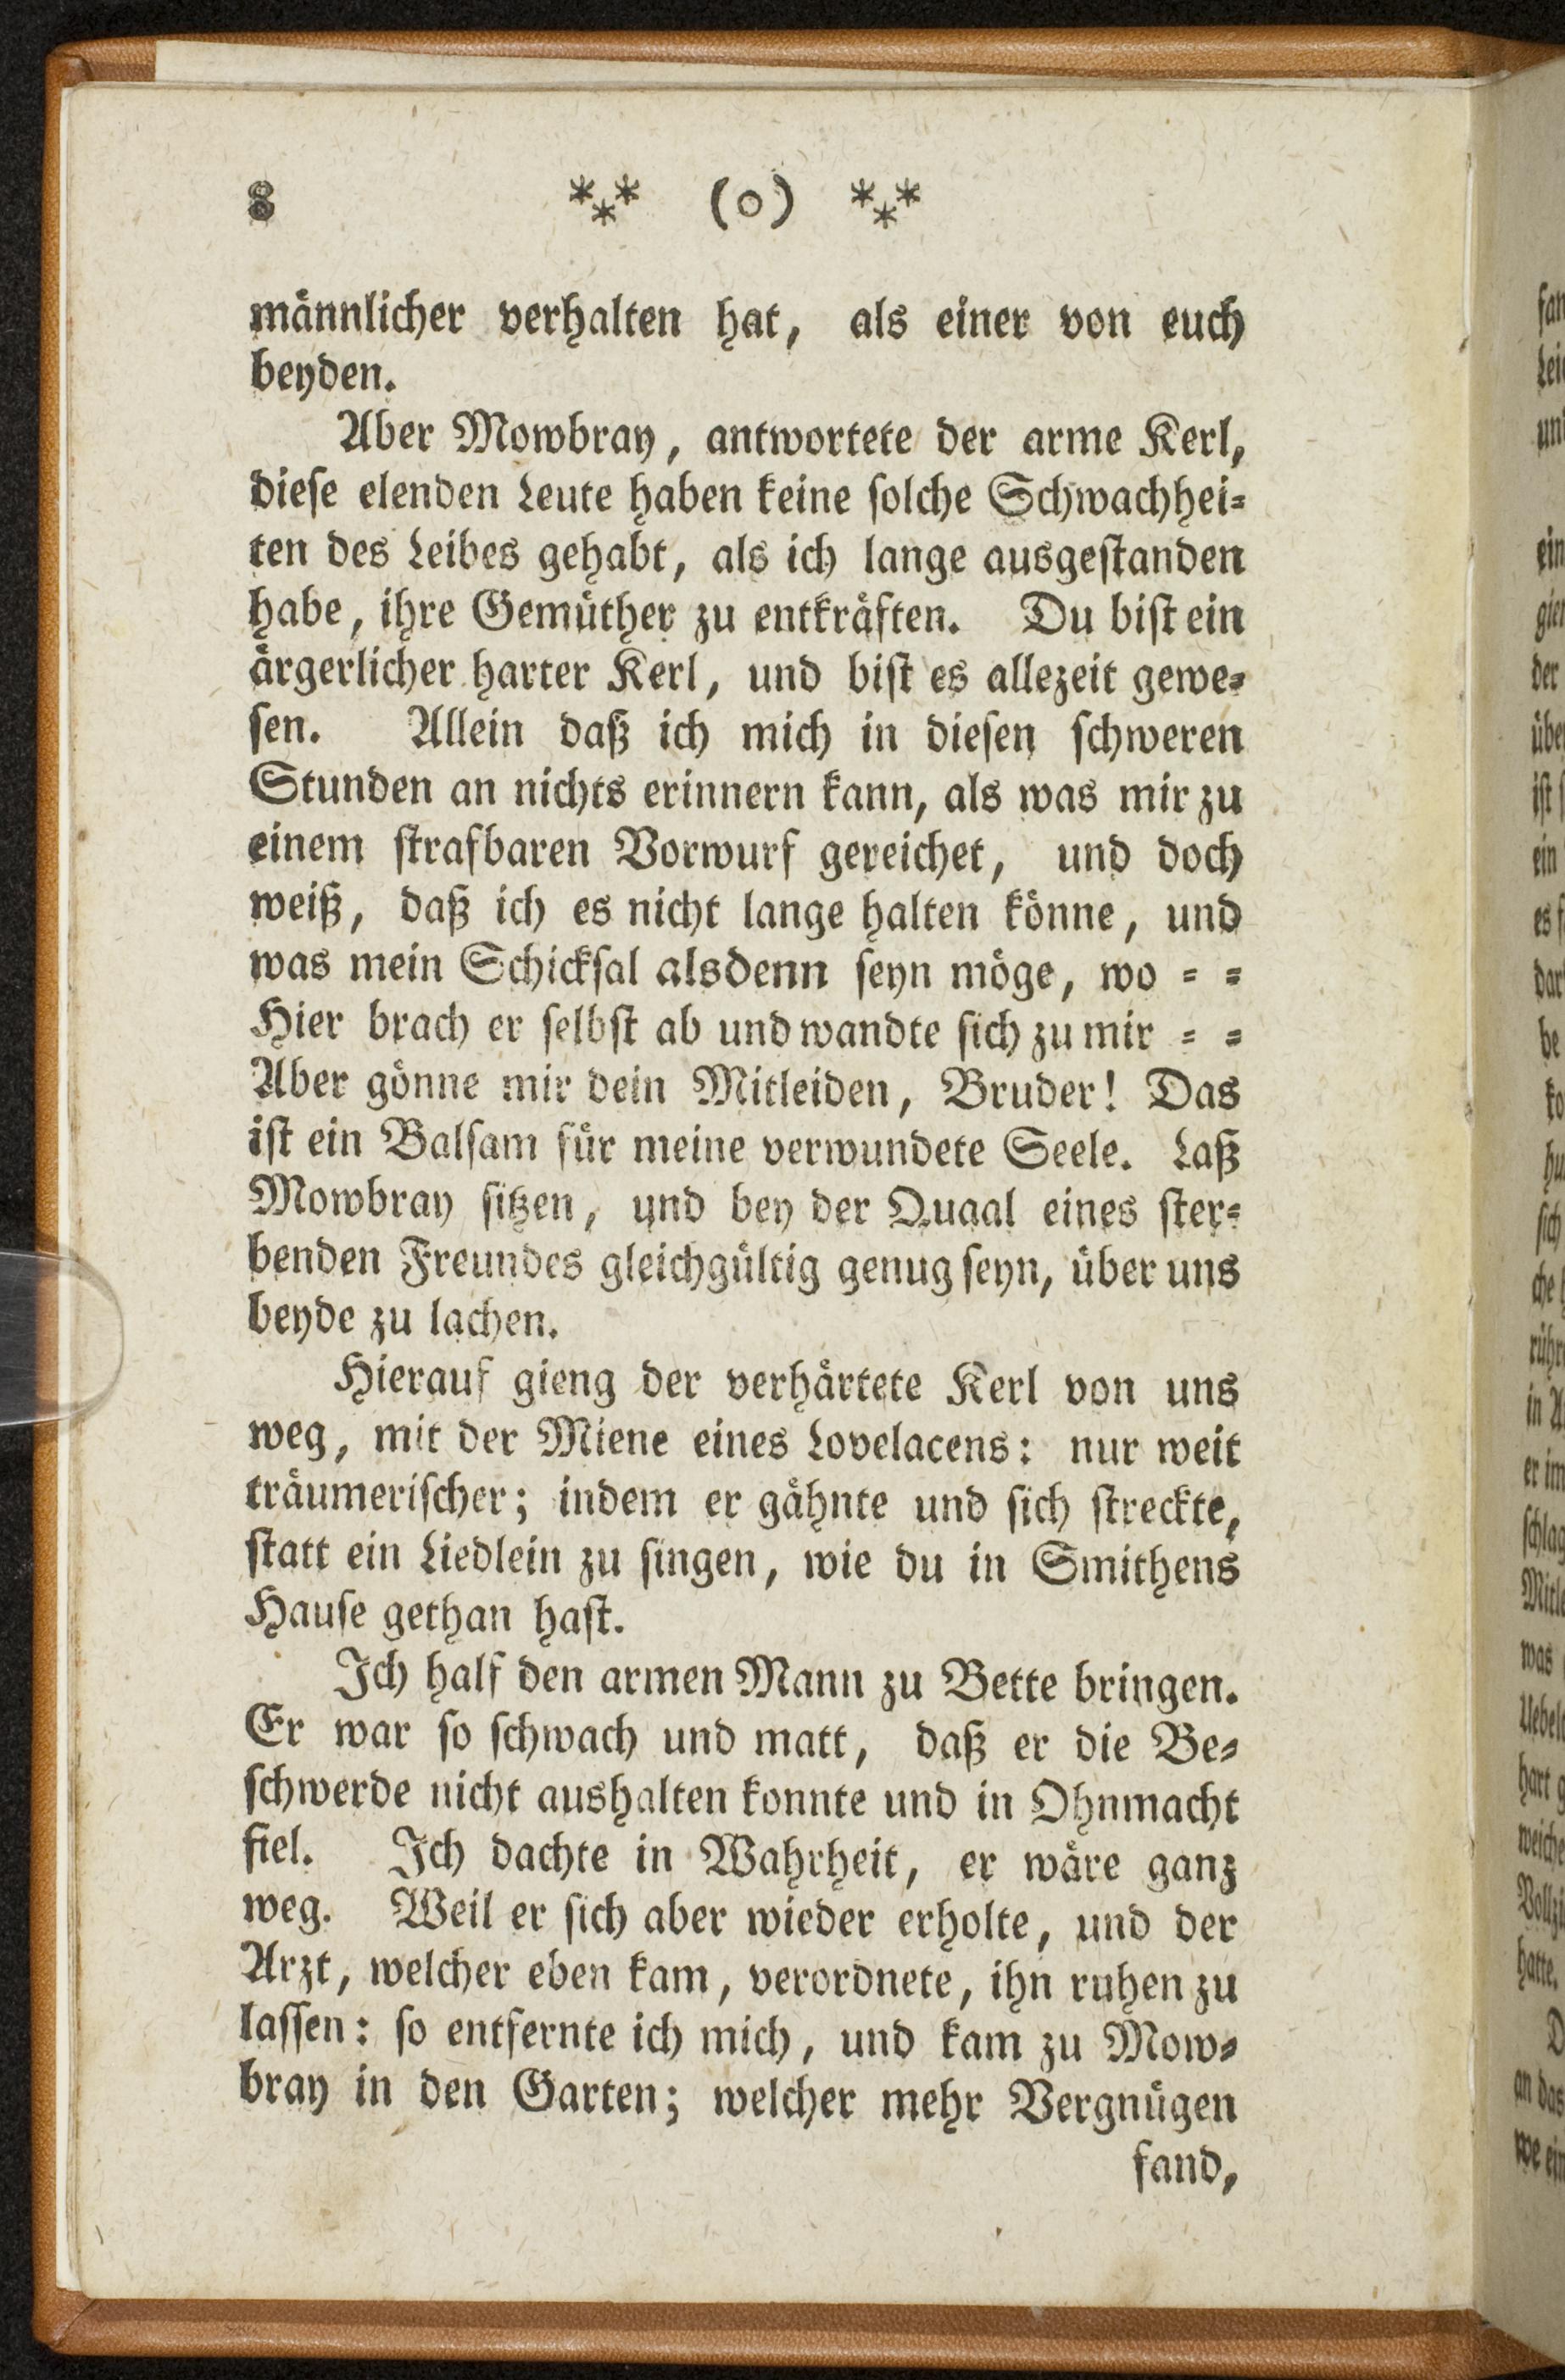 8 *** (o) ***
männlicher verhalten hat, als einer von euch
beyden.
Aber Mowbray, antwortete der arme Kerl,
diese elenden Leute haben keine solche Schwachhei=
ten des Leibes gehabt, als ich lange ausgestanden
habe, ihre Gemüther zu entkräften. Du bist ein
ärgerlicher harter Kerl, und bist es allezeit gewe=
sen. Allein daß ich mich in diesen schweren
Stunden an nichts erinnern kann, als was mir zu
einem strafbaren Vorwurf gereichet, und doch
weiß, daß ich es nicht lange halten könne, und
was mein Schicksal alsdenn seyn möge, wo = =
Hier brach er selbst ab und wandte sich zu mir = =
Aber gönne mir dein Mitleiden, Bruder! Das
ist ein Balsam für meine verwundete Seele. Laß
Mowbray sitzen, und bey der Quaal eines ster=
benden Freundes gleichgültig genug seyn, über uns
beyde zu lachen.
Hierauf gieng der verhärtete Kerl von uns
weg, mit der Miene eines Lovelacens: nur weit
träumerischer; indem er gähnte und sich streckte,
statt ein Liedlein zu singen, wie du in Smithens
Hause gethan hast.
Ich half den armen Mann zu Bette bringen.
Er war so schwach und matt, daß er die Be=
schwerde nicht aushalten konnte und in Ohnmacht
fiel. Ich dachte in Wahrheit, er wäre ganz
weg. Weil er sich aber wieder erholte, und der
Arzt, welcher eben kam, verordnete, ihn ruhen zu
lassen: so entfernte ich mich, und kam zu Mow=
bray in den Garten; welcher mehr Vergnügen
fand,